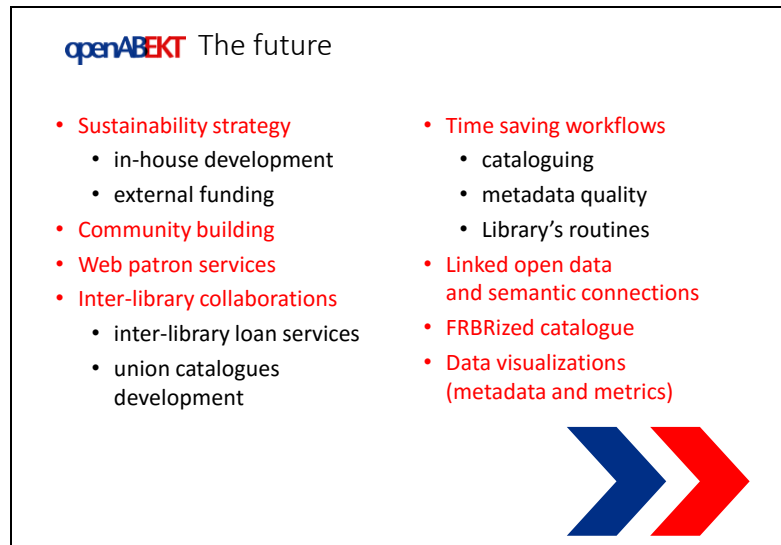 openABEKT The future
• Sustainability strategy
• in-house development
• external funding
• Community building
• Web patron services
• Inter-library collaborations
• inter-library loan services
• union catalogues
development
• Time saving workflows
• cataloguing
• metadata quality
• Library’s routines
• Linked open data
and semantic connections
• FRBRized catalogue
• Data visualizations
(metadata and metrics)